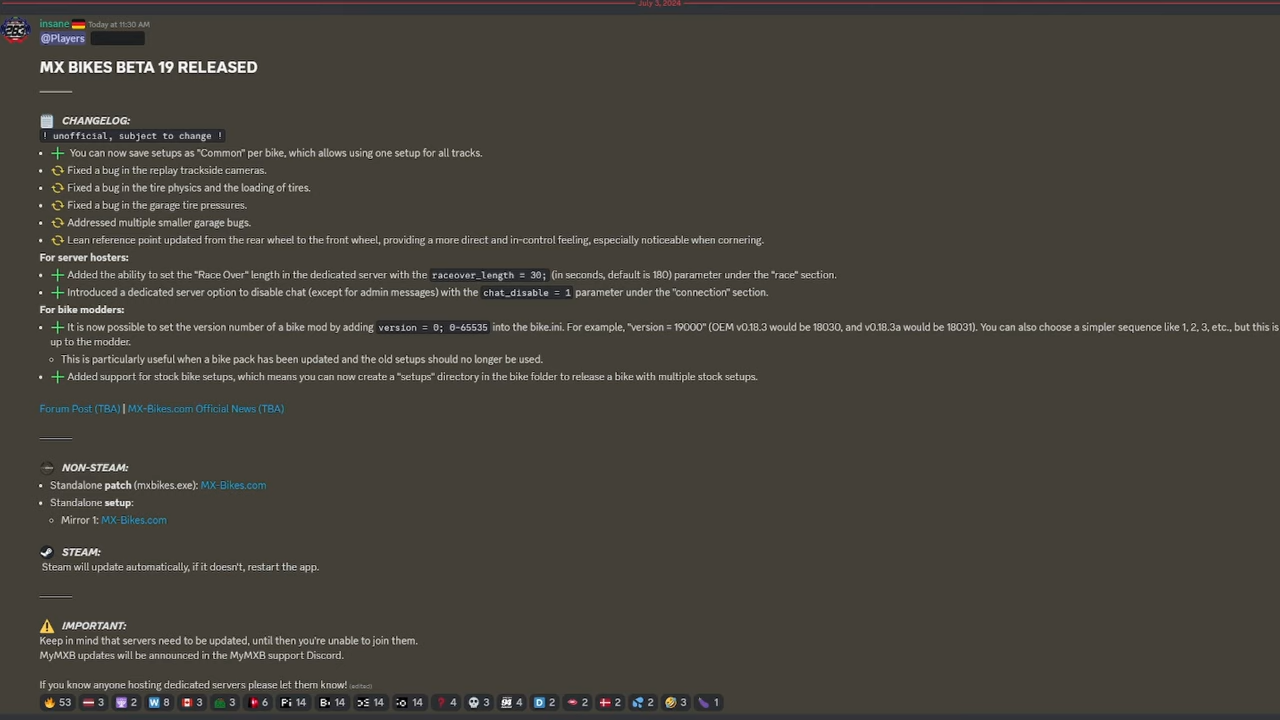 July 3, 2024
insane Today at 11:30 AM
@Players
MX BIKES BETA 19 RELEASED
CHANGELOG:
! unofficial, subject to change !
You can now save setups as "Common" per bike, which allows using one setup for all tracks.
Fixed a bug in the replay trackside cameras.
Fixed a bug in the tire physics and the loading of tires.
Fixed a bug in the garage tire pressures.
Addressed multiple smaller garage bugs.
Lean reference point updated from the rear wheel to the front wheel, providing a more direct and in-control feeling, especially noticeable when cornering.
For server hosters:
Added the ability to set the "Race Over" length in the dedicated server with the raceover_length = 30; (in seconds, default is 180) parameter under the "race" section.
Introduced a dedicated server option to disable chat (except for admin messages) with the chat_disable = 1 parameter under the "connection" section.
For bike modders:
It is now possible to set the version number of a bike mod by adding version = 0; 0-65535 into the bike.ini. For example, "version = 19000" (OEM v0.18.3 would be 18030, and v0.18.3a would be 18031). You can also choose a simpler sequence like 1, 2, 3, etc., but this is
up to the modder.
This is particularly useful when a bike pack has been updated and the old setups should no longer be used.
Added support for stock bike setups, which means you can now create a "setups" directory in the bike folder to release a bike with multiple stock setups.
Forum Post (TBA) | MX-Bikes.com Official News (TBA)
NON-STEAM:
Standalone patch (mxbikes.exe): MX-Bikes.com
Standalone setup:
Mirror 1: MX-Bikes.com
STEAM:
Steam will update automatically, if it doesn't, restart the app.
IMPORTANT:
Keep in mind that servers need to be updated, until then you're unable to join them.
MyMXB updates will be announced in the MyMXB support Discord.
If you know anyone hosting dedicated servers please let them know! (edited)
53 3 2 8 3 3 6 14 14 14 14 4 3 4 2 2 2 2 3 1